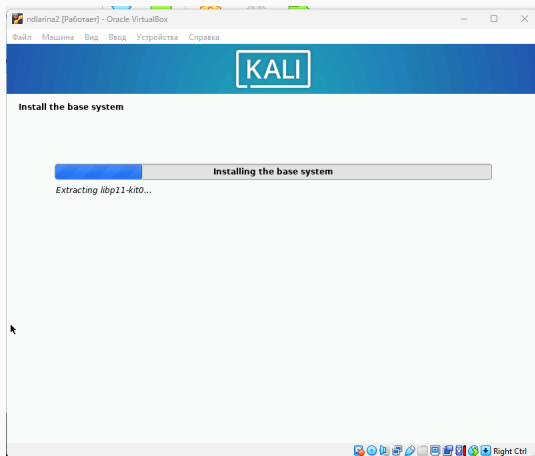 ndlarina2 [Работает] - Oracle VirtualBox
Файл Машина Вид Ввод Устройства Справка
KALI
Install the base system
Installing the base system
Extracting libp11-kit0...
Right Ctrl